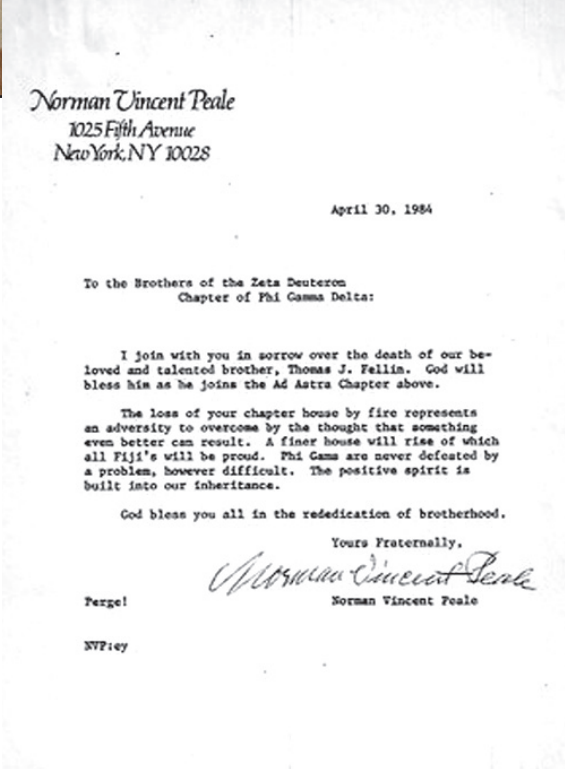 Norman Vincent Peale
1025 Fifth Avenue
New York, NY 10028
April 30, 1984
To the Brothers of the Zeta Deuteron
Chapter of Phi Gamma Delta:
I join with you in sorrow over the death of our be-
loved and talented brother, Thomas J. Fellin. God will
bless him as he joins the Ad Astra Chapter above.
The loss of your chapter house by fire represents
an adversity to overcome by the thought that something
even better can result. A finer house will rise of which
all Fiji's will be proud. Phi Gams are never defeated by
a problem, however difficult. The positive spirit is
built into our inheritance.
God bless you all in the rededication of brotherhood.
Yours Fraternally,
Norman Vincent Peale
Perge! Norman Vincent Peale
NVP:ey